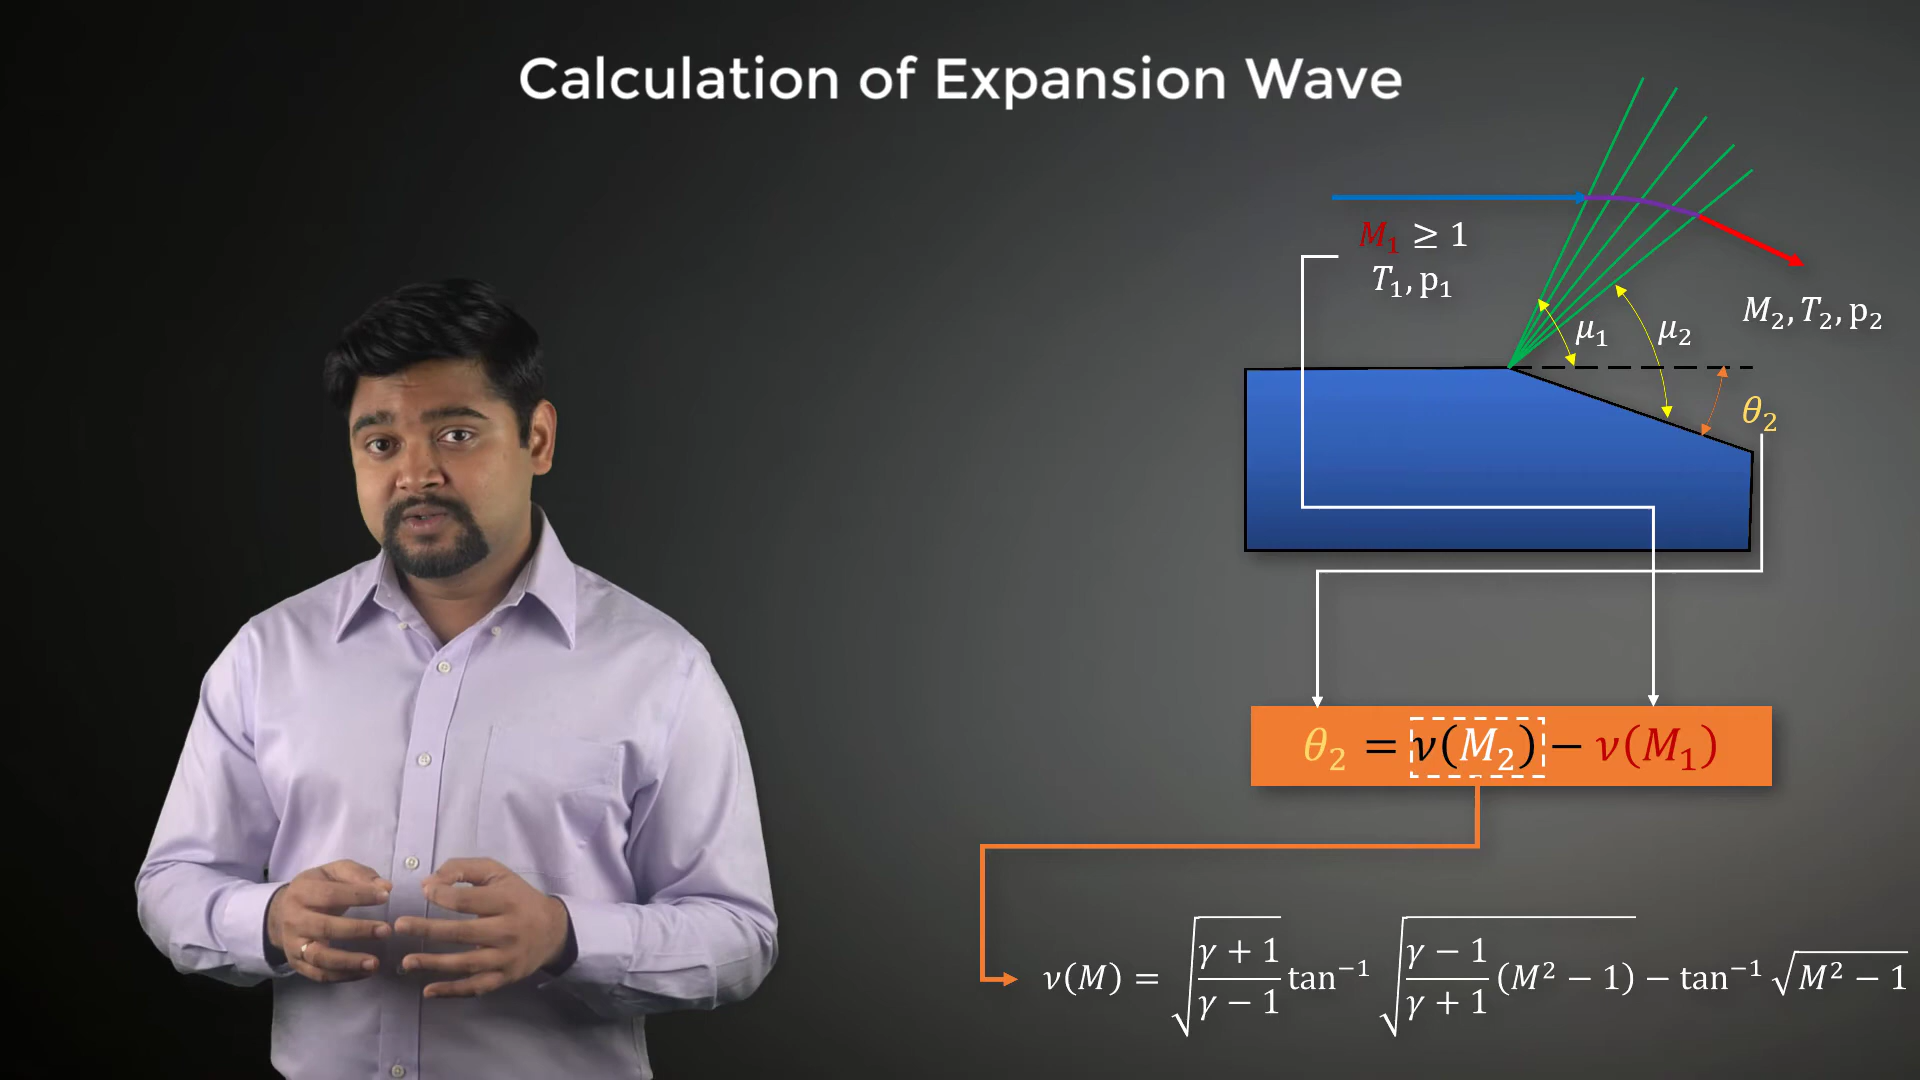 Calculation of Expansion Wave
M₁ ≥ 1
T₁, p₁
μ₁
μ₂
M₂, T₂, p₂
θ₂
θ₂ = ν(M₂) − ν(M₁)
ν(M) = √((γ + 1)/(γ − 1)) tan⁻¹ √((γ − 1)/(γ + 1) (M² − 1)) − tan⁻¹ √(M² − 1)